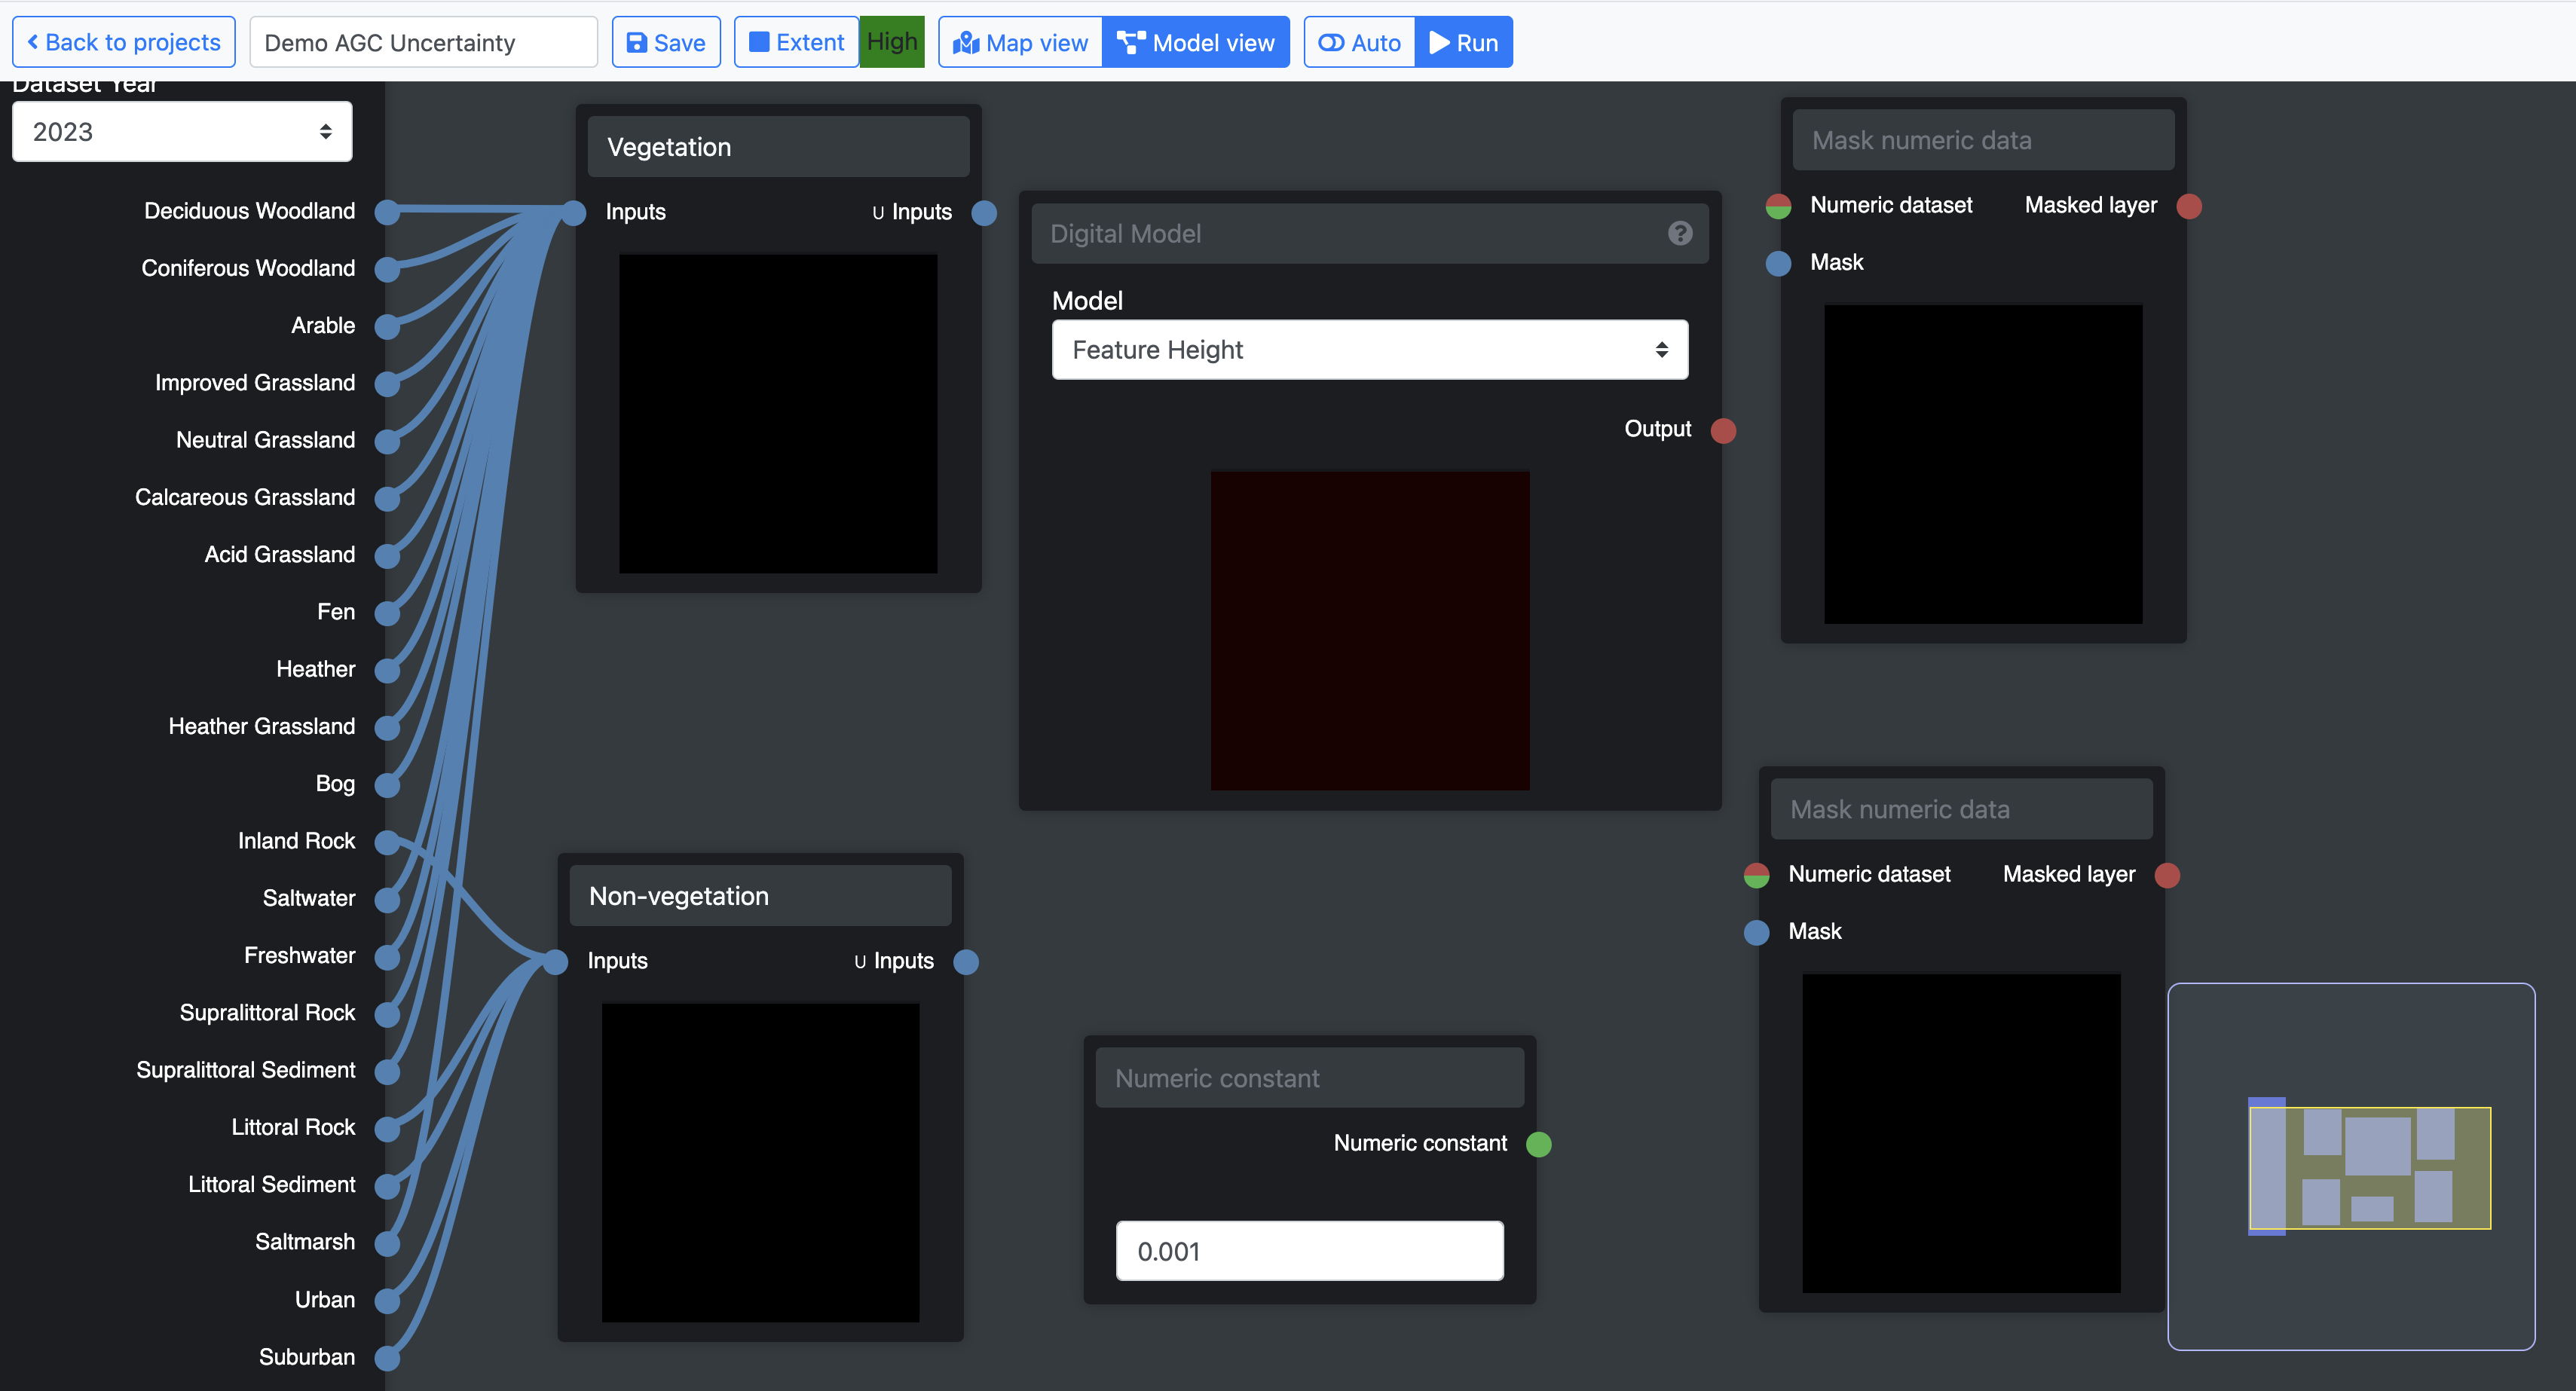 Back to projects
Demo AGC Uncertainty
Save
Extent
High
Map view
Model view
Auto
Run
Dataset Year
2023
Deciduous Woodland
Coniferous Woodland
Arable
Improved Grassland
Neutral Grassland
Calcareous Grassland
Acid Grassland
Fen
Heather
Heather Grassland
Bog
Inland Rock
Saltwater
Freshwater
Supralittoral Rock
Supralittoral Sediment
Littoral Rock
Littoral Sediment
Saltmarsh
Urban
Suburban
Vegetation
Inputs
∪ Inputs
Non-vegetation
Inputs
∪ Inputs
Digital Model
?
Model
Feature Height
Output
Numeric constant
Numeric constant
0.001
Mask numeric data
Numeric dataset
Masked layer
Mask
Mask numeric data
Numeric dataset
Masked layer
Mask